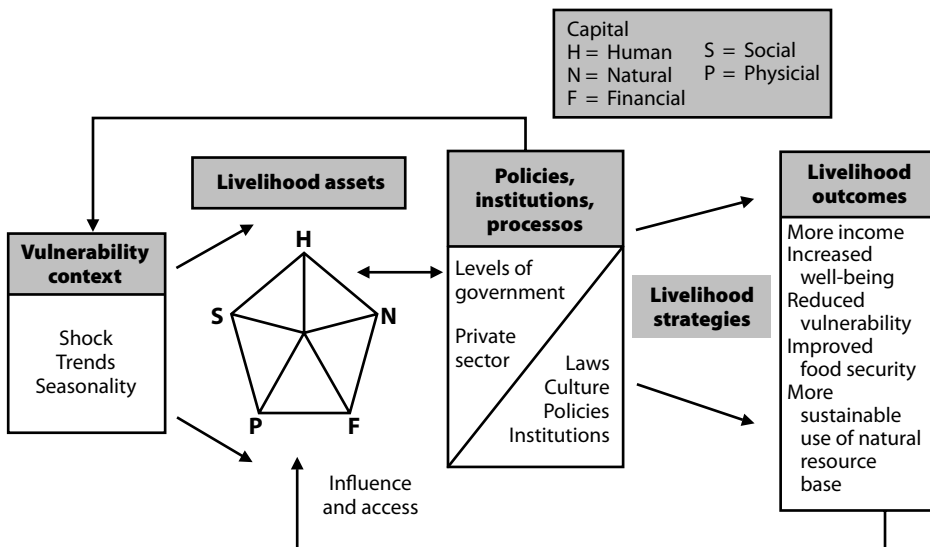 Capital
H = Human
N = Natural
F = Financial
S = Social
P = Physicial
Livelihood assets
Policies,
institutions,
processos
Livelihood
outcomes
Vulnerability
context
Shock
Trends
Seasonality
H
S
N
P
F
Levels of
government
Private
sector
Laws
Culture
Policies
Institutions
Livelihood
strategies
More income
Increased
well-being
Reduced
vulnerability
Improved
food security
More
sustainable
use of natural
resource
base
Influence
and access